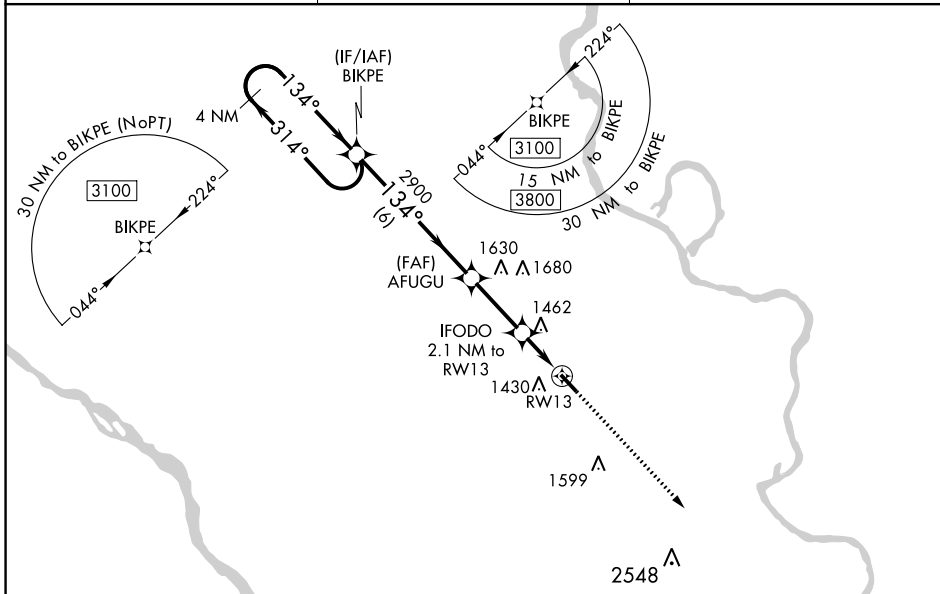 (IF/IAF)
BIKPE
4 NM
134°
314°
2900
134°
(6)
30 NM to BIKPE (NoPT)
3100
224°
BIKPE
044°
224°
BIKPE
044°
3100
15 NM to BIKPE
3800
30 NM to BIKPE
(FAF)
AFUGU
1630
1680
1462
IFODO
2.1 NM to
RW13
1430
RW13
1599
2548